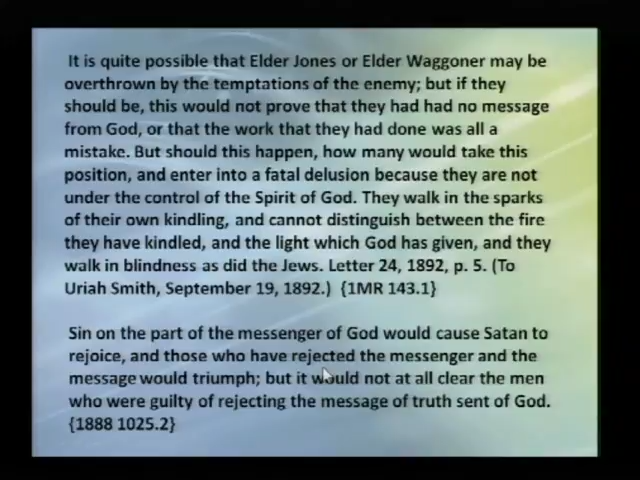 It is quite possible that Elder Jones or Elder Waggoner may be
overthrown by the temptations of the enemy; but if they
should be, this would not prove that they had had no message
from God, or that the work that they had done was all a
mistake. But should this happen, how many would take this
position, and enter into a fatal delusion because they are not
under the control of the Spirit of God. They walk in the sparks
of their own kindling, and cannot distinguish between the fire
they have kindled, and the light which God has given, and they
walk in blindness as did the Jews. Letter 24, 1892, p. 5. (To
Uriah Smith, September 19, 1892.) {1MR 143.1}
Sin on the part of the messenger of God would cause Satan to
rejoice, and those who have rejected the messenger and the
message would triumph; but it would not at all clear the men
who were guilty of rejecting the message of truth sent of God.
{1888 1025.2}